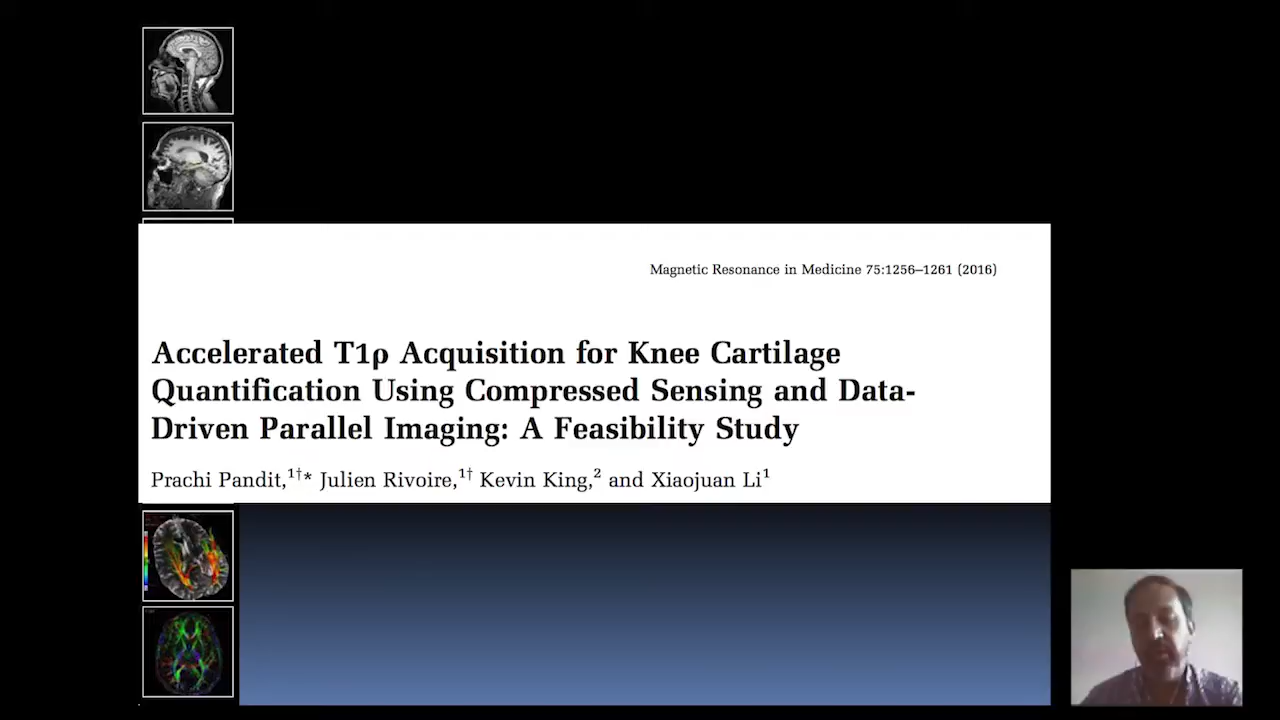 Magnetic Resonance in Medicine 75:1256–1261 (2016)
Accelerated T1ρ Acquisition for Knee Cartilage
Quantification Using Compressed Sensing and Data-
Driven Parallel Imaging: A Feasibility Study
Prachi Pandit,¹†* Julien Rivoire,¹† Kevin King,² and Xiaojuan Li¹